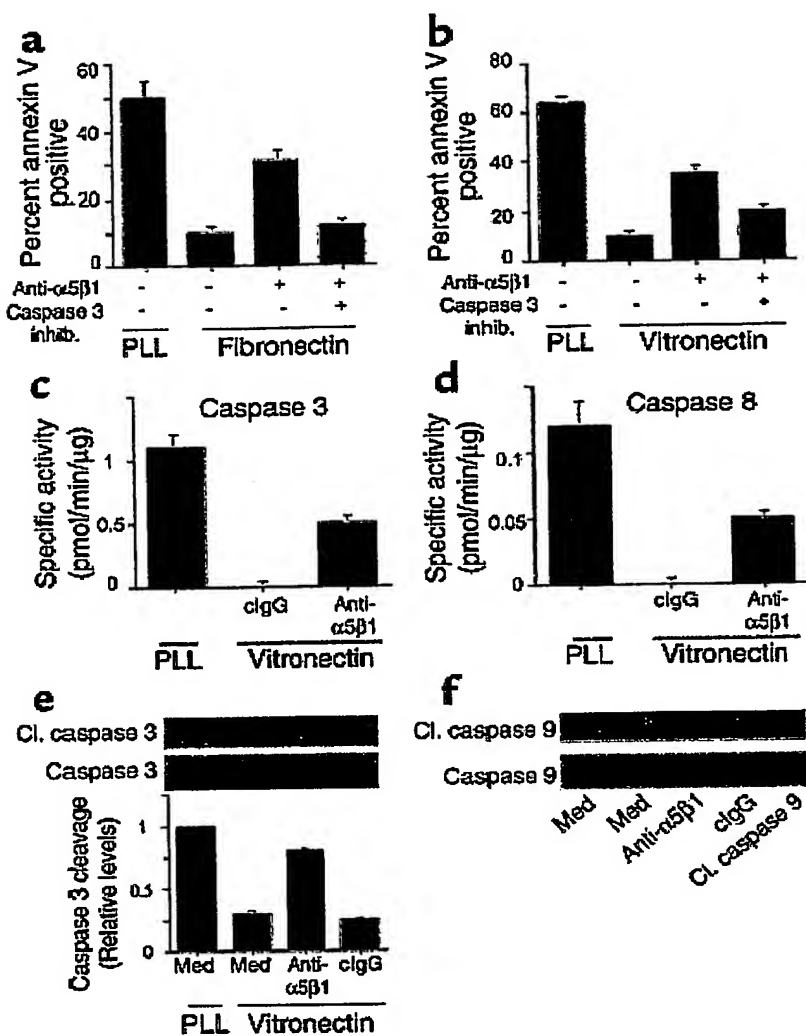 a
Percent annexin V
positive
60
40
20
0
Anti-α5β1 - - + +
Caspase 3 - - - +
inhib.
PLL Fibronectin
b
Percent annexin V
positive
80
60
40
20
0
Anti-α5β1 - - + +
Caspase 3 - - - +
inhib.
PLL Vitronectin
c
Caspase 3
Specific activity
(pmol/min/μg)
1
0.5
0
cIgG Anti-
α5β1
PLL Vitronectin
d
Caspase 8
Specific activity
(pmol/min/μg)
0.1
0.05
0
cIgG Anti-
α5β1
PLL Vitronectin
e
Cl. caspase 3
Caspase 3
Caspase 3 cleavage
(Relative levels)
1
0.5
0
Med Med Anti- cIgG
α5β1
PLL Vitronectin
f
Cl. caspase 9
Caspase 9
Med
Med
Anti-α5β1
cIgG
Cl. caspase 9